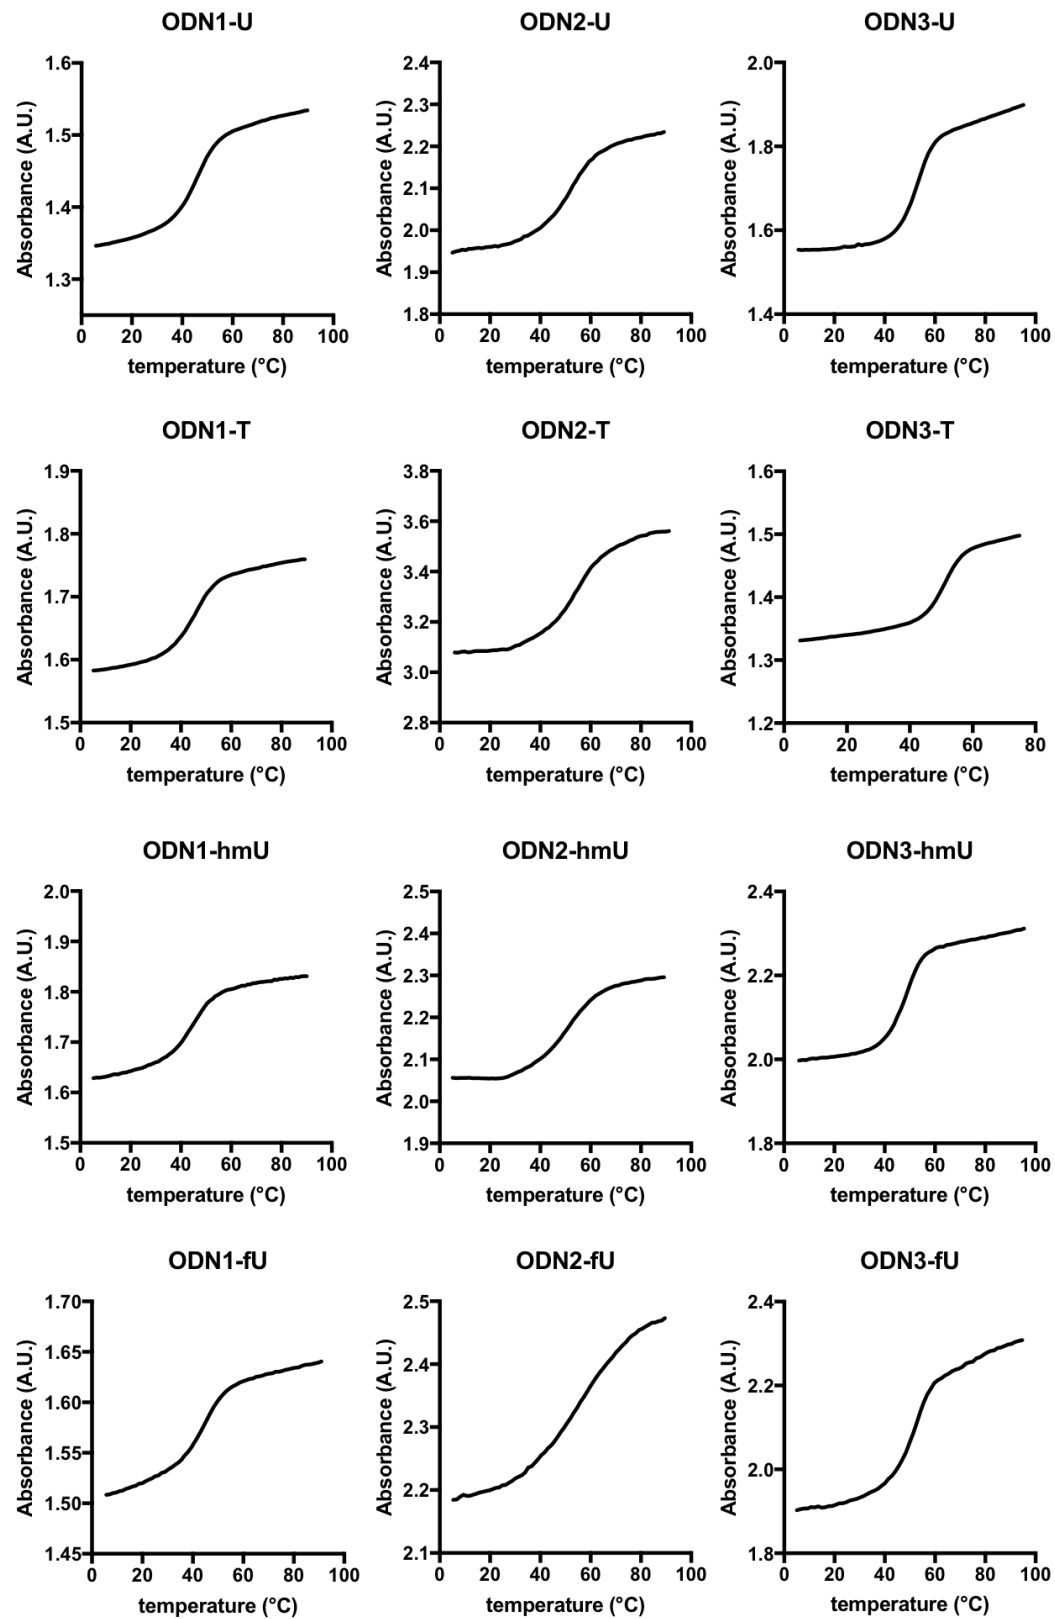 ODN1-U
ODN2-U
ODN3-U
Absorbance (A.U.)
1.6
1.5
1.4
1.3
0 20 40 60 80 100
temperature (°C)
Absorbance (A.U.)
2.4
2.3
2.2
2.1
2.0
1.9
1.8
0 20 40 60 80 100
temperature (°C)
Absorbance (A.U.)
2.0
1.8
1.6
1.4
0 20 40 60 80 100
temperature (°C)
ODN1-T
ODN2-T
ODN3-T
Absorbance (A.U.)
1.9
1.8
1.7
1.6
1.5
0 20 40 60 80 100
temperature (°C)
Absorbance (A.U.)
3.8
3.6
3.4
3.2
3.0
2.8
0 20 40 60 80 100
temperature (°C)
Absorbance (A.U.)
1.6
1.5
1.4
1.3
1.2
0 20 40 60 80
temperature (°C)
ODN1-hmU
ODN2-hmU
ODN3-hmU
Absorbance (A.U.)
2.0
1.9
1.8
1.7
1.6
1.5
0 20 40 60 80 100
temperature (°C)
Absorbance (A.U.)
2.5
2.4
2.3
2.2
2.1
2.0
1.9
0 20 40 60 80 100
temperature (°C)
Absorbance (A.U.)
2.4
2.2
2.0
1.8
0 20 40 60 80 100
temperature (°C)
ODN1-fU
ODN2-fU
ODN3-fU
Absorbance (A.U.)
1.70
1.65
1.60
1.55
1.50
1.45
0 20 40 60 80 100
temperature (°C)
Absorbance (A.U.)
2.5
2.4
2.3
2.2
2.1
0 20 40 60 80 100
temperature (°C)
Absorbance (A.U.)
2.4
2.2
2.0
1.8
0 20 40 60 80 100
temperature (°C)